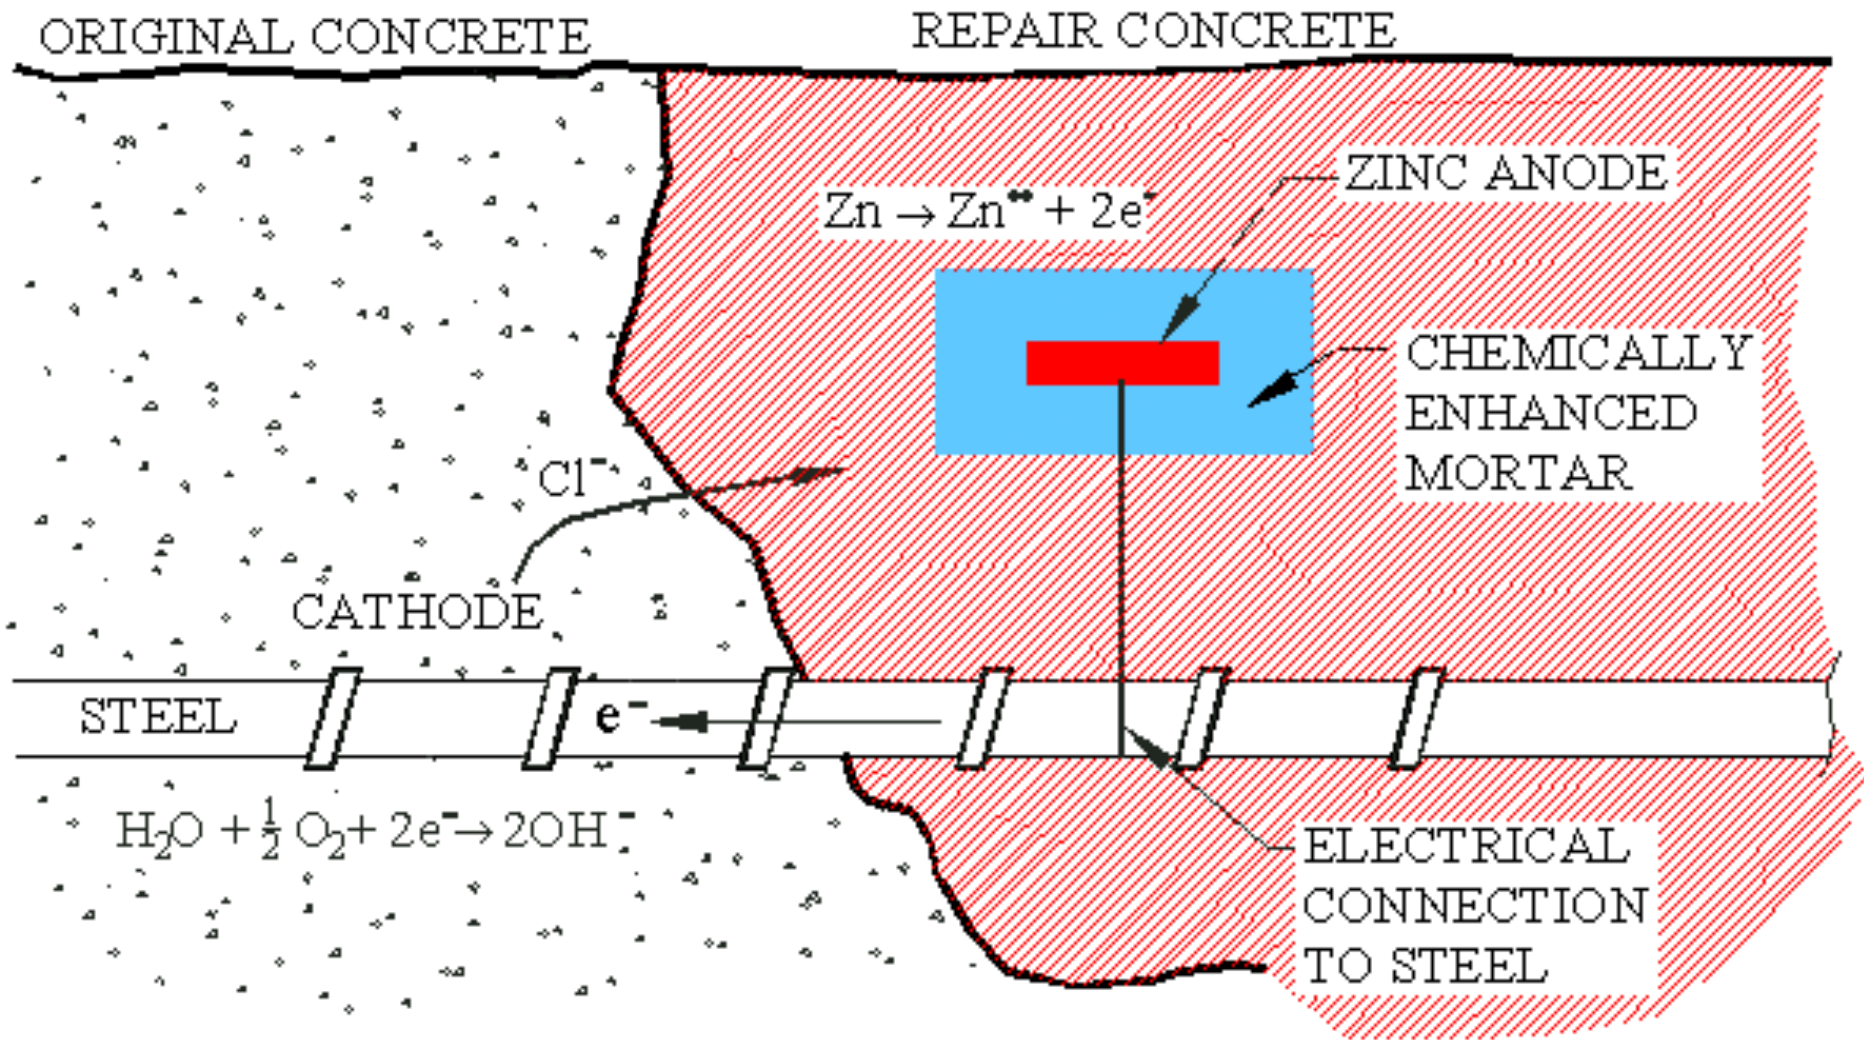 ORIGINAL CONCRETE
REPAIR CONCRETE
ZINC ANODE
Zn → Zn⁺⁺ + 2e⁻
CHEMICALLY
ENHANCED
MORTAR
Cl⁻
CATHODE
STEEL
e⁻
H₂O + ½ O₂ + 2e⁻ → 2OH⁻
ELECTRICAL
CONNECTION
TO STEEL